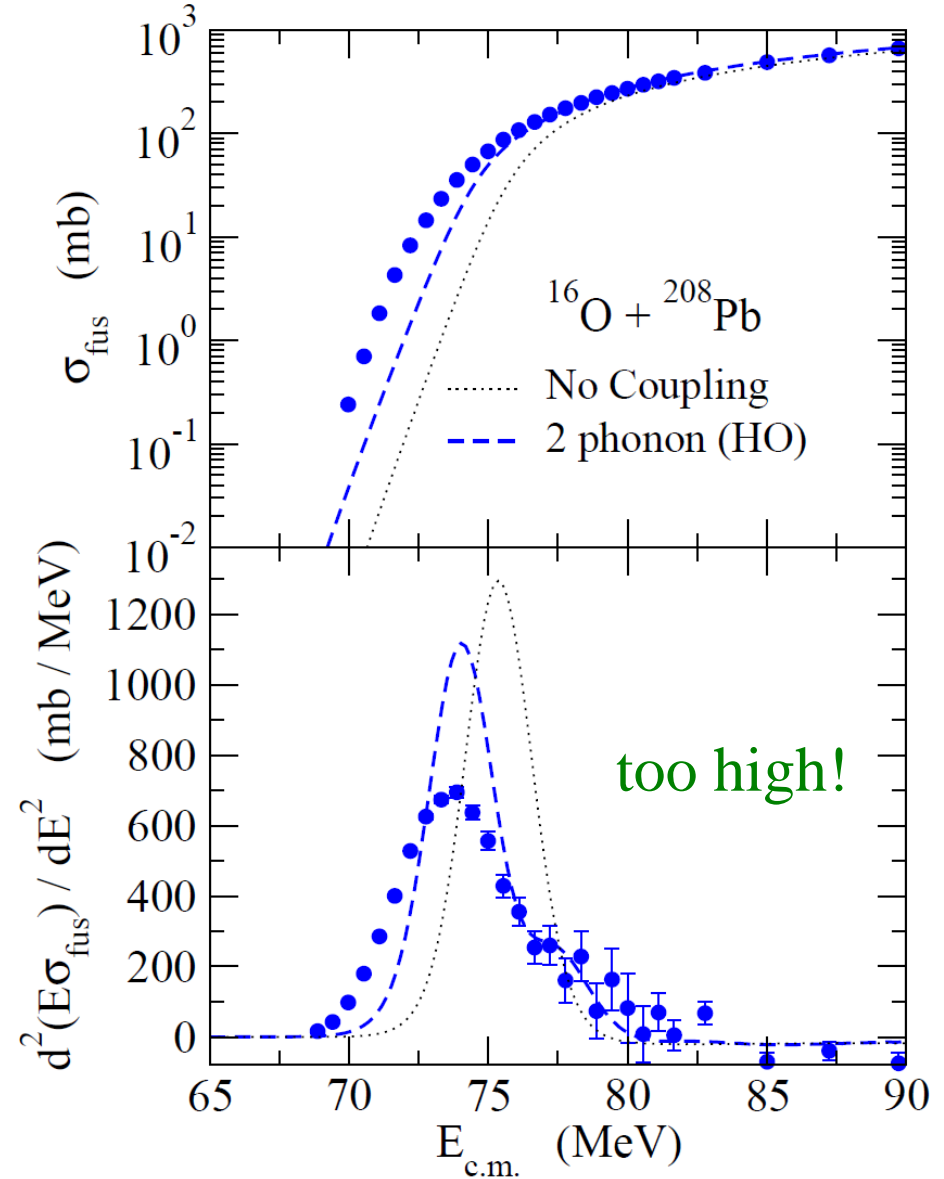 10^3
10^2
10^1
10^0
10^-1
10^-2
σ_fus (mb)
^16O + ^208Pb
No Coupling
2 phonon (HO)
1200
1000
800
600
400
200
0
d^2(Eσ_fus) / dE^2 (mb / MeV)
too high!
65 70 75 80 85 90
E_c.m. (MeV)